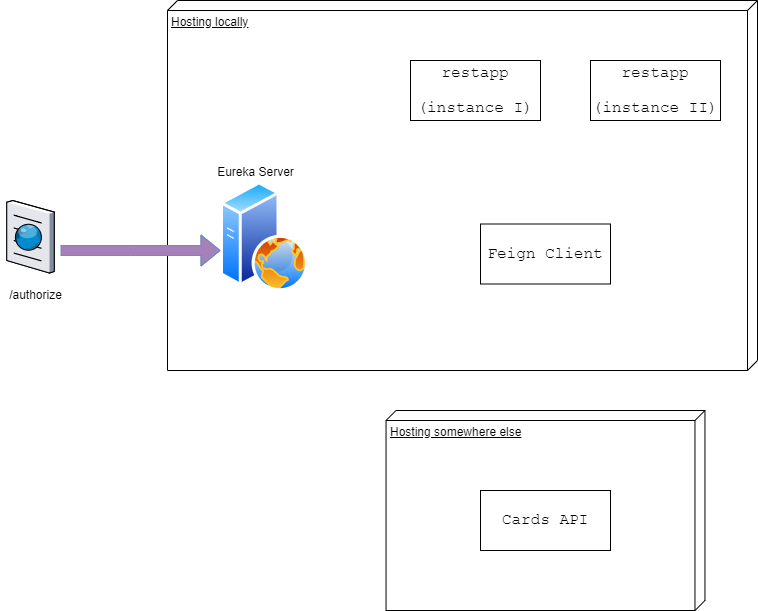 Hosting locally
restapp
(instance I)
restapp
(instance II)
Eureka Server
Feign Client
/authorize
Hosting somewhere else
Cards API